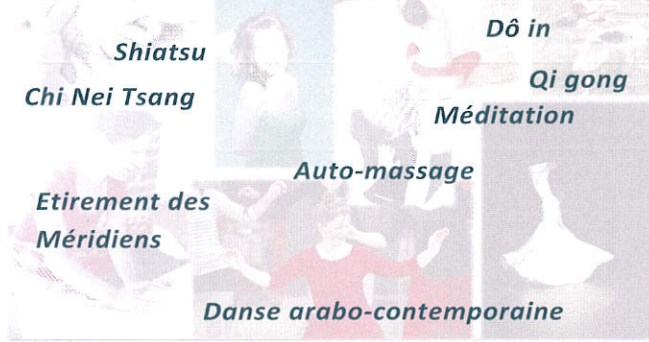 Dô in
Shiatsu
Qi gong
Chi Nei Tsang
Méditation
Auto-massage
Etirement des
Méridiens
Danse arabo-contemporaine